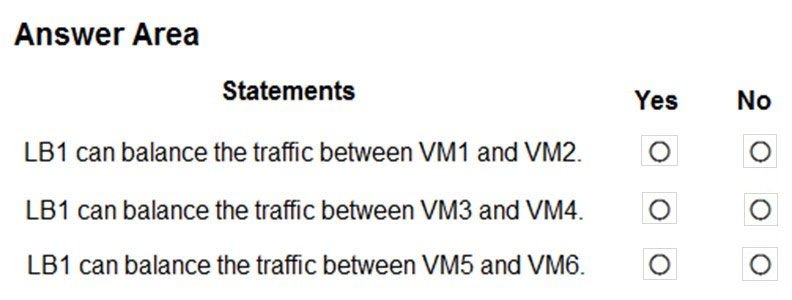 Answer Area
Statements Yes No
LB1 can balance the traffic between VM1 and VM2.
LB1 can balance the traffic between VM3 and VM4.
LB1 can balance the traffic between VM5 and VM6.